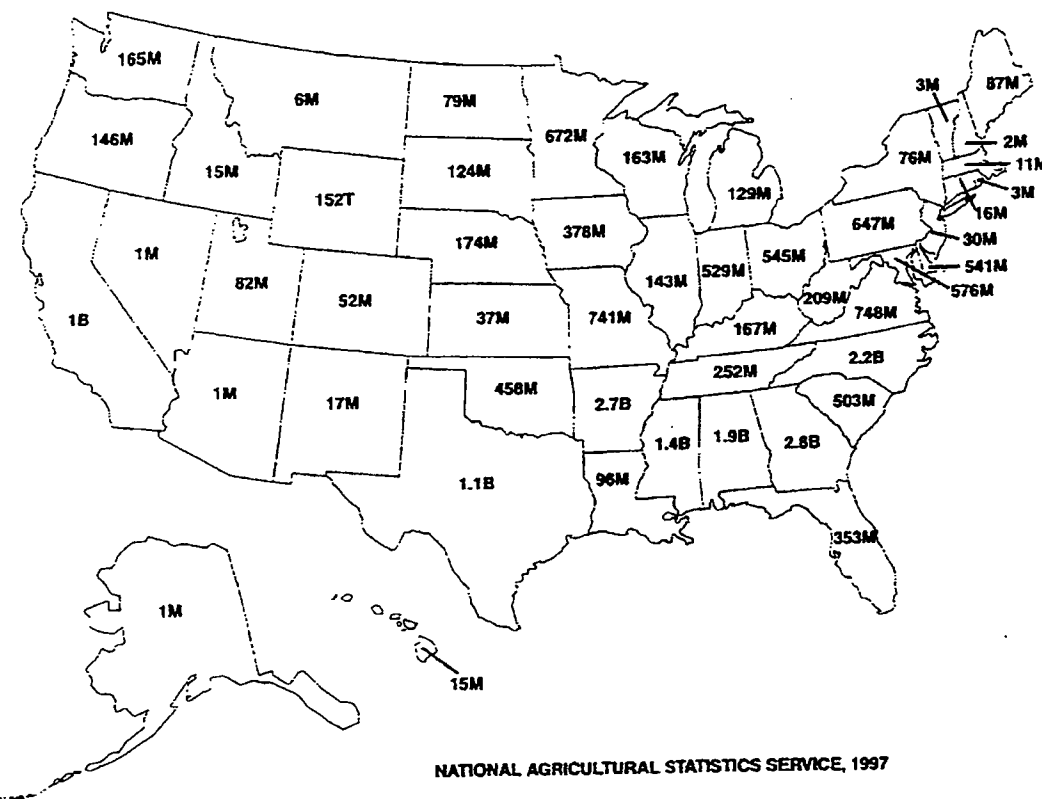 165M
6M
79M
672M
3M
87M
146M
15M
124M
163M
129M
76M
2M
11M
3M
152T
174M
378M
16M
647M
30M
1M
82M
143M
529M
545M
541M
576M
1B
52M
37M
741M
209M
748M
167M
2.2B
1M
17M
458M
2.7B
252M
503M
1.4B
1.9B
2.8B
1.1B
96M
353M
1M
15M
NATIONAL AGRICULTURAL STATISTICS SERVICE, 1997